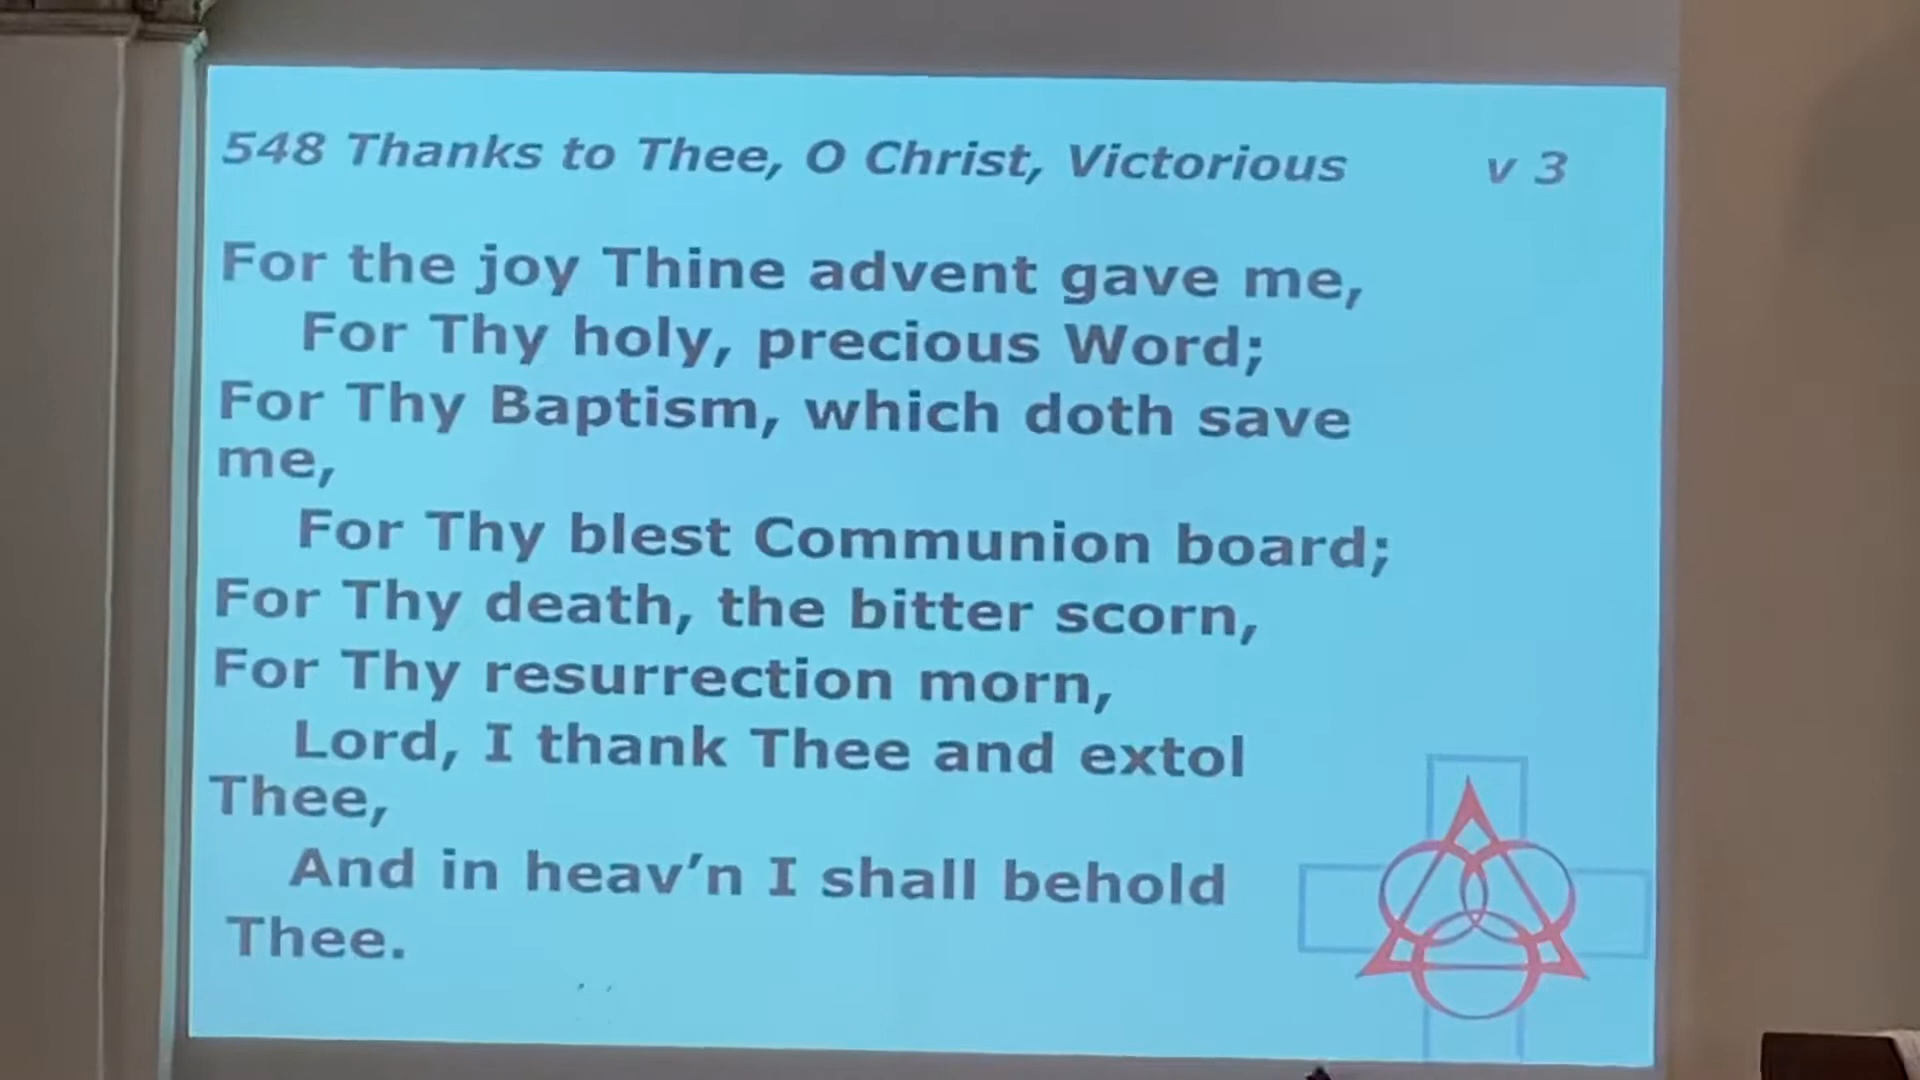 548 Thanks to Thee, O Christ, Victorious v 3
For the joy Thine advent gave me,
For Thy holy, precious Word;
For Thy Baptism, which doth save
me,
For Thy blest Communion board;
For Thy death, the bitter scorn,
For Thy resurrection morn,
Lord, I thank Thee and extol
Thee,
And in heav’n I shall behold
Thee.